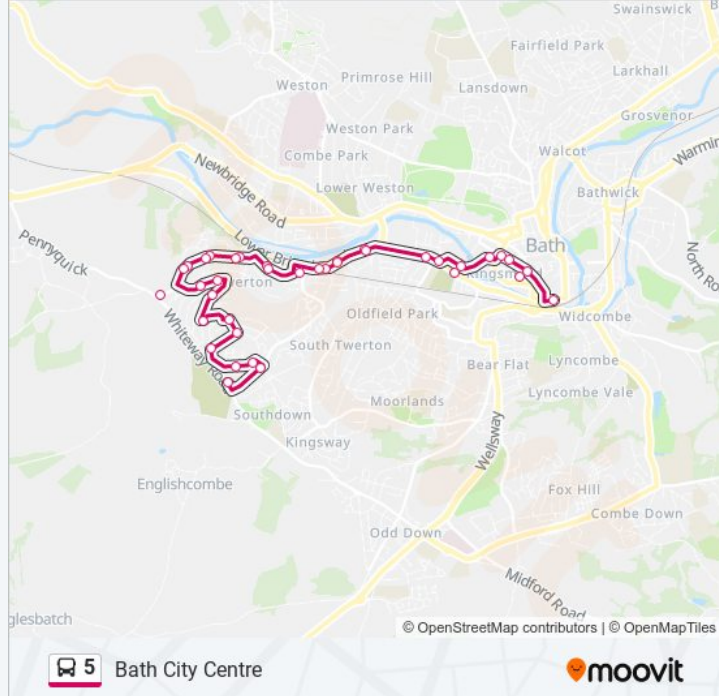 Swainswick
Fairfield Park
Primrose Hill
Larkhall
Weston
Lansdown
Grosvenor
Weston Park
Combe Park
Walcot
Warmin
Newbridge Road
Lower Weston
Bathwick
Pennyquick
Lower Bri
Bath
North Ro
Kingsm
erton
Oldfield Park
Widcombe
Whiteway Roa
South Twerton
Bear Flat
Lyncombe
Lyncombe Vale
Moorlands
Southdown
Kingsway
Wellsway
Englishcombe
Fox Hill
Combe Down
Odd Down
Midford Road
glesbatch
© OpenStreetMap contributors | © OpenMapTiles
5 Bath City Centre
moovit